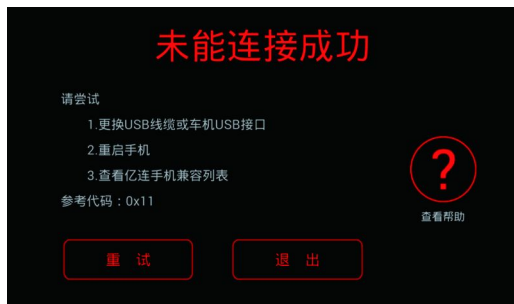 未能连接成功
请尝试
1.更换USB线缆或车机USB接口
2.重启手机
3.查看亿连手机兼容列表
参考代码：0x11
?
查看帮助
重 试
退 出